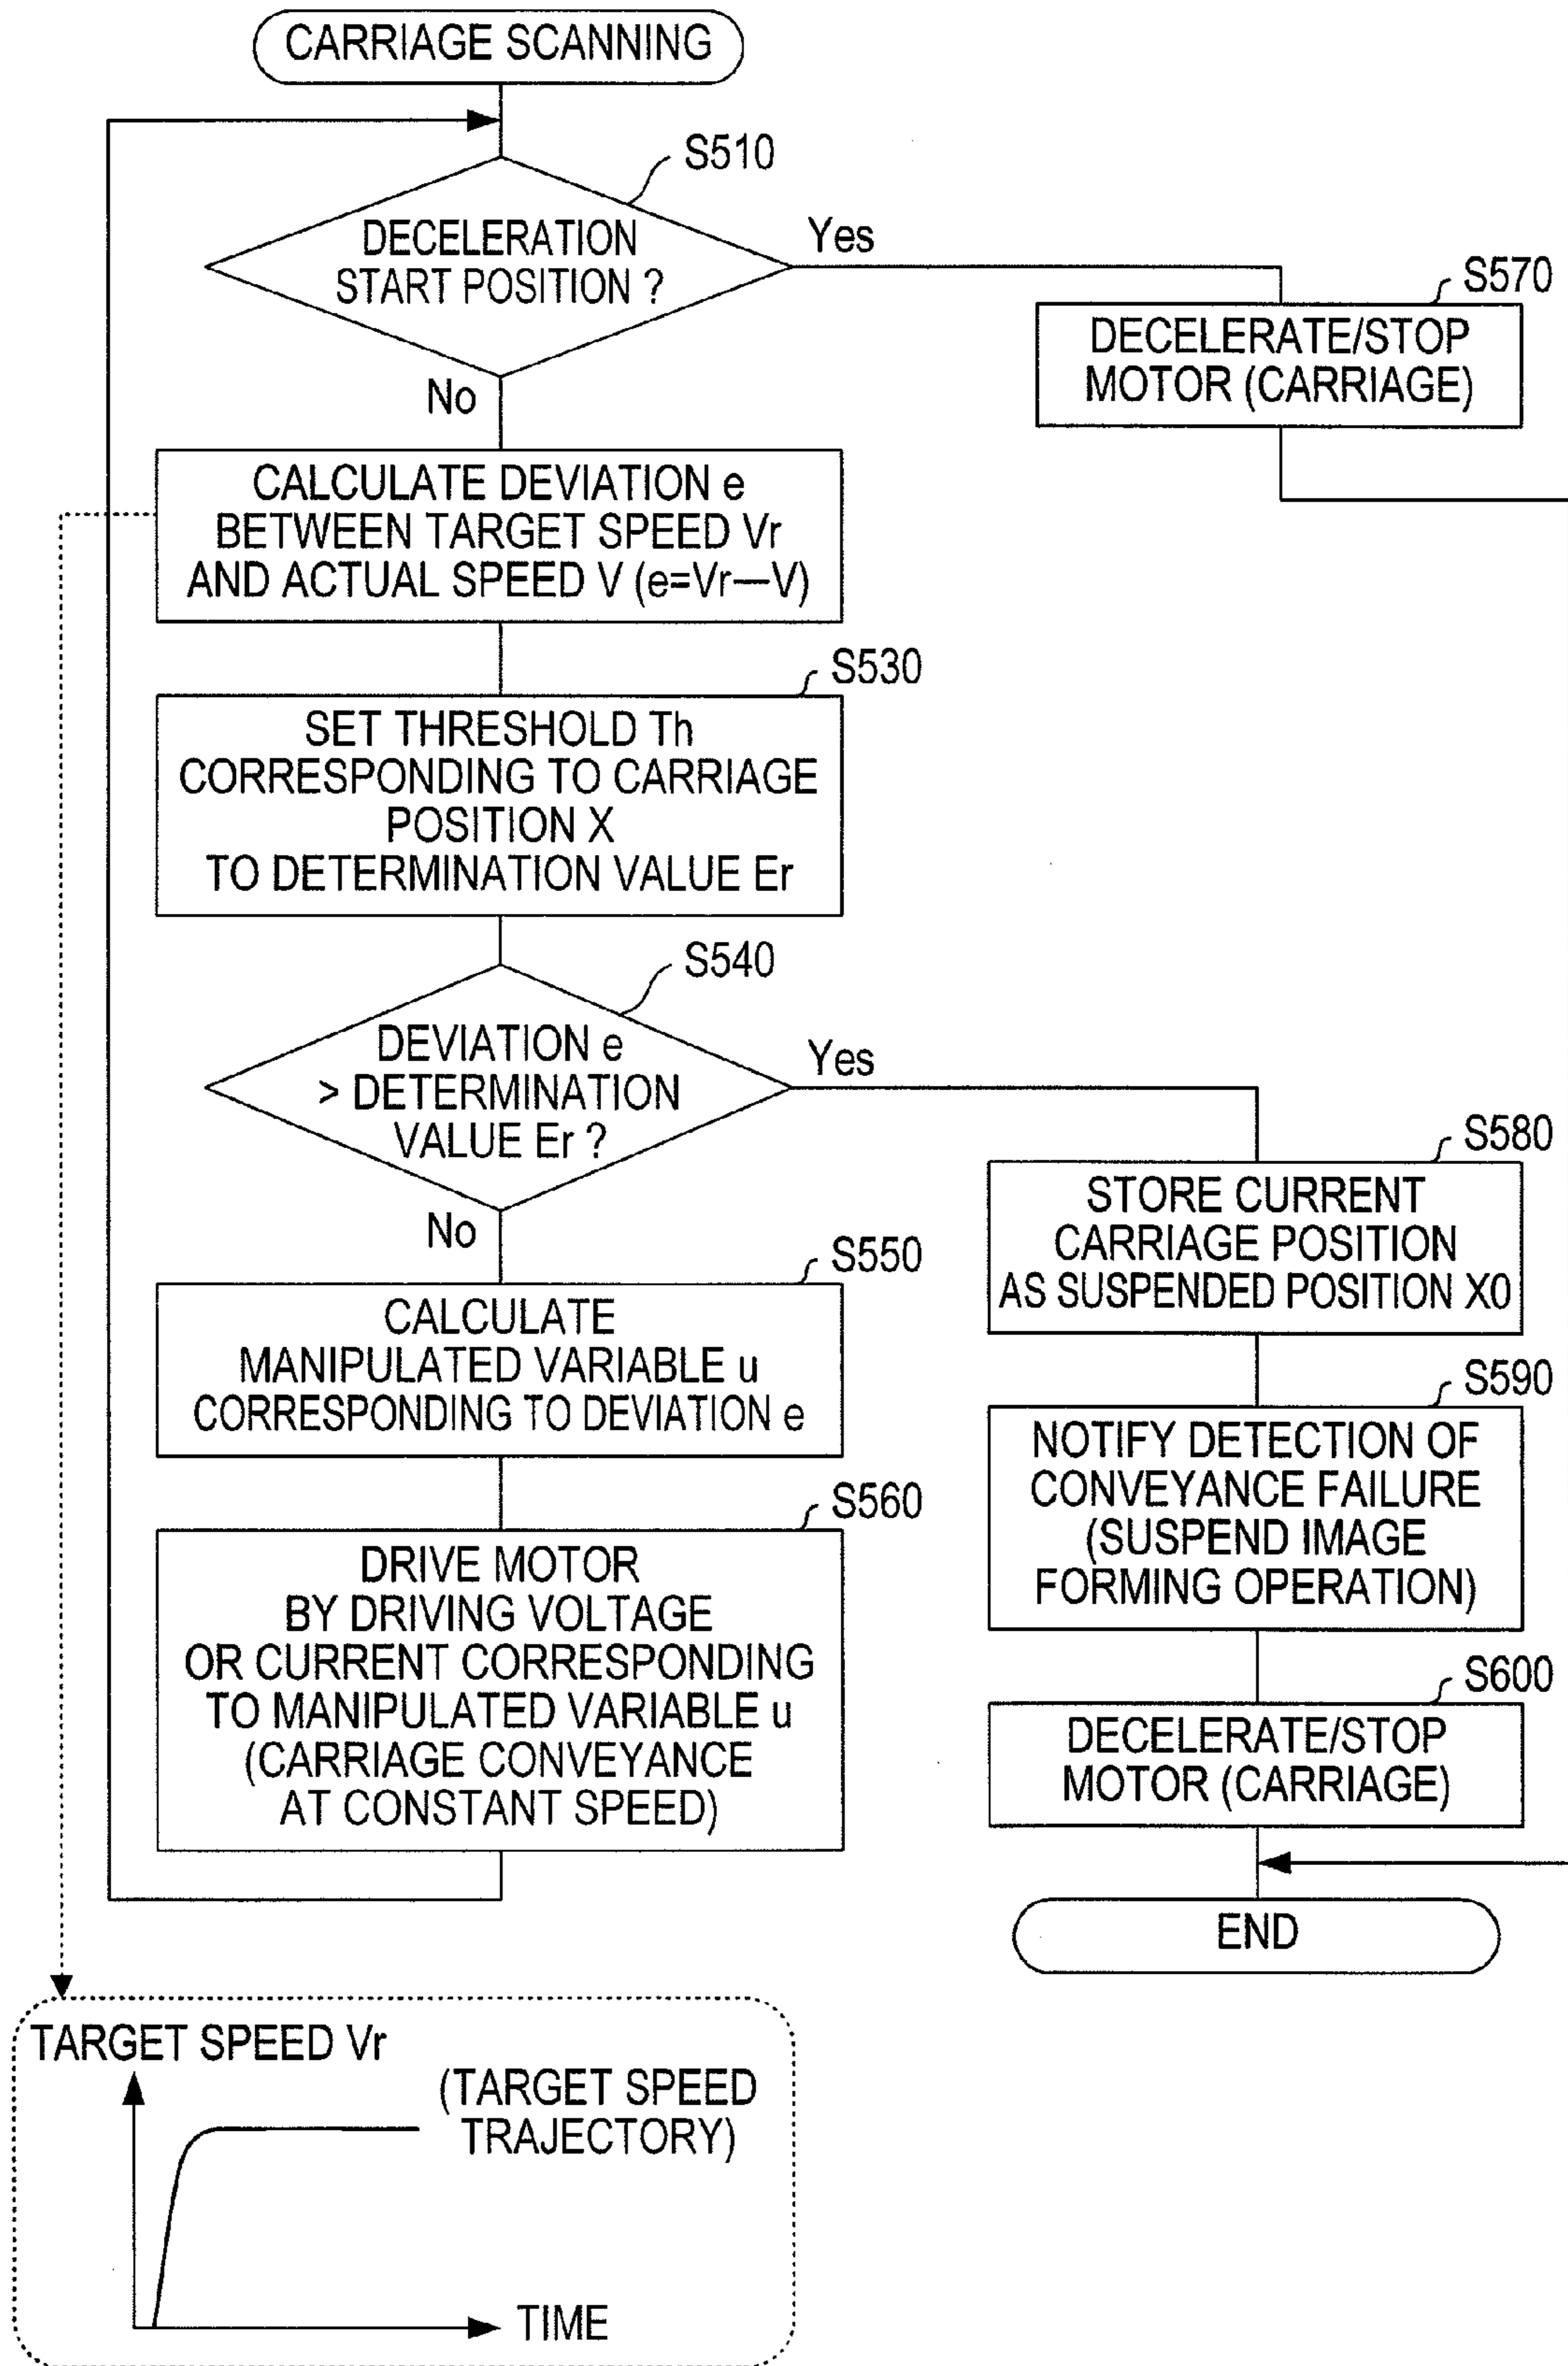 CARRIAGE SCANNING
S510
DECELERATION
START POSITION ?
Yes
No
S570
DECELERATE/STOP
MOTOR (CARRIAGE)
CALCULATE DEVIATION e
BETWEEN TARGET SPEED Vr
AND ACTUAL SPEED V (e=Vr—V)
S530
SET THRESHOLD Th
CORRESPONDING TO CARRIAGE
POSITION X
TO DETERMINATION VALUE Er
S540
DEVIATION e
> DETERMINATION
VALUE Er ?
Yes
No
S550
CALCULATE
MANIPULATED VARIABLE u
CORRESPONDING TO DEVIATION e
S560
DRIVE MOTOR
BY DRIVING VOLTAGE
OR CURRENT CORRESPONDING
TO MANIPULATED VARIABLE u
(CARRIAGE CONVEYANCE
AT CONSTANT SPEED)
S580
STORE CURRENT
CARRIAGE POSITION
AS SUSPENDED POSITION X0
S590
NOTIFY DETECTION OF
CONVEYANCE FAILURE
(SUSPEND IMAGE
FORMING OPERATION)
S600
DECELERATE/STOP
MOTOR (CARRIAGE)
END
TARGET SPEED Vr
(TARGET SPEED
TRAJECTORY)
TIME